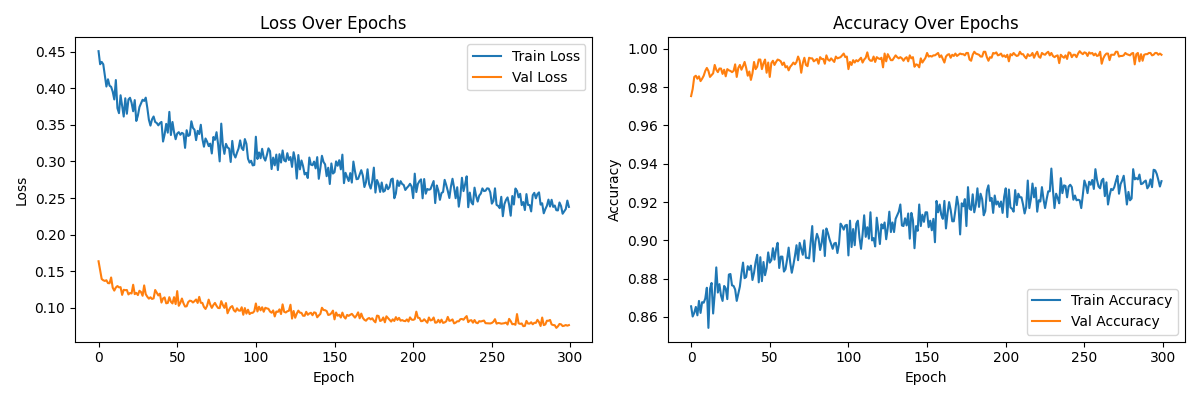 Loss Over Epochs
Loss
0.45
0.40
0.35
0.30
0.25
0.20
0.15
0.10
Train Loss
Val Loss
0 50 100 150 200 250 300
Epoch
Accuracy Over Epochs
Accuracy
1.00
0.98
0.96
0.94
0.92
0.90
0.88
0.86
Train Accuracy
Val Accuracy
0 50 100 150 200 250 300
Epoch